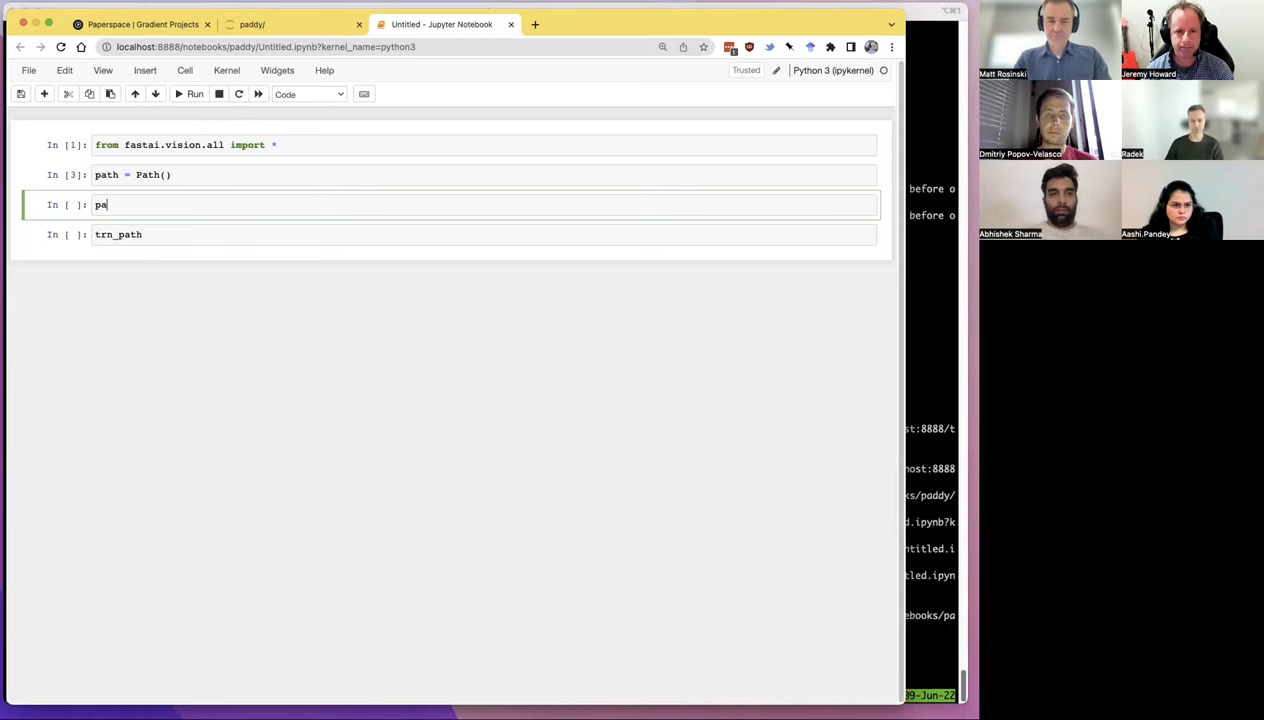 Paperspace | Gradient Projects
paddy/
Untitled - Jupyter Notebook
⌥⌘1
localhost:8888/notebooks/paddy/Untitled.ipynb?kernel_name=python3
File Edit View Insert Cell Kernel Widgets Help
Trusted
Python 3 (ipykernel)
Run
Code
In [1]: from fastai.vision.all import *
In [3]: path = Path()
In [ ]: pa
In [ ]: trn_path
before o
before o
st:8888/t
host:8888
ks/paddy/
d.ipynb?k
ntitled.i
tled.ipyn
ebooks/pa
09-Jun-22
Matt Rosinski
Jeremy Howard
Dmitriy Popov-Velasco
Radek
Abhishek Sharma
Aashi.Pandey